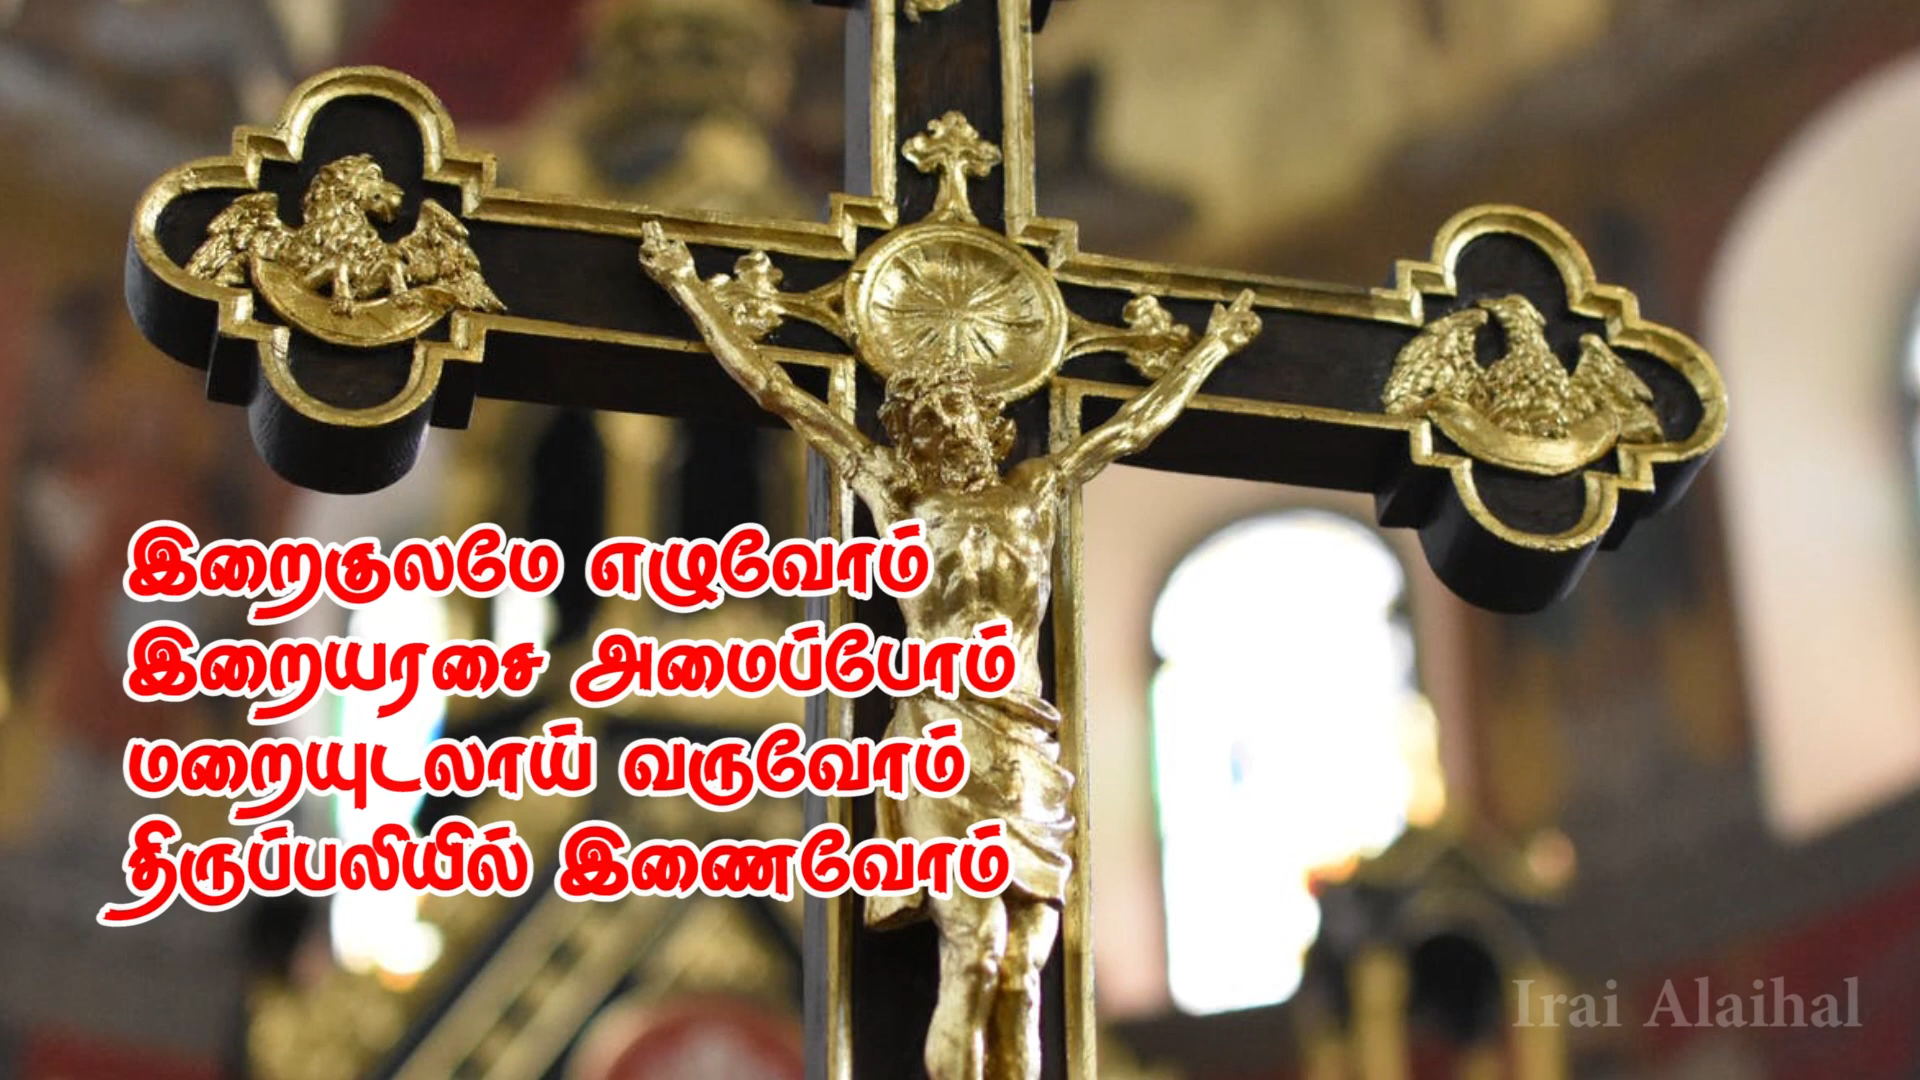 இறைகுலமே எழுவோம்
இறையரசை அமைப்போம்
மறையுடலாய் வருவோம்
திருப்பலியில் இணைவோம்
Irai Alaihal